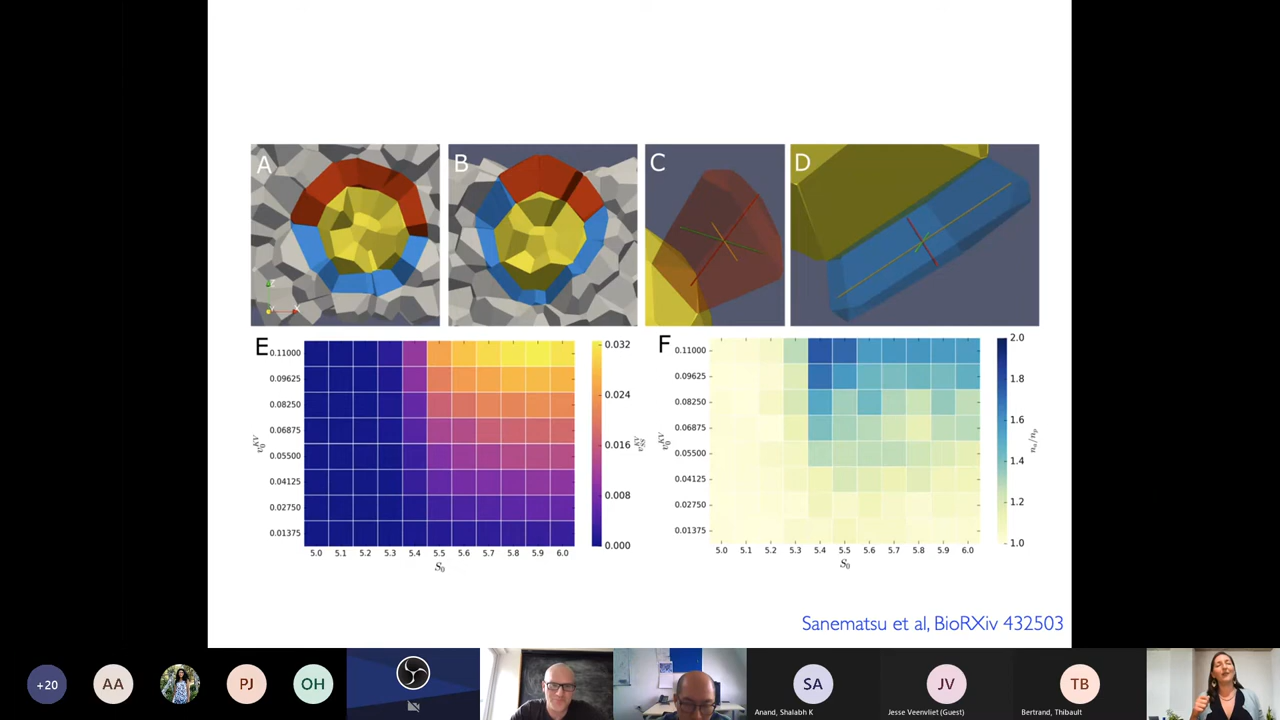 A
B
C
D
Z
Y
X
E
0.11000
0.09625
0.08250
0.06875
0.05500
0.04125
0.02750
0.01375
5.0 5.1 5.2 5.3 5.4 5.5 5.6 5.7 5.8 5.9 6.0
S₀
0.032
0.024
0.016
0.008
0.000
F
0.11000
0.09625
0.08250
0.06875
0.05500
0.04125
0.02750
0.01375
5.0 5.1 5.2 5.3 5.4 5.5 5.6 5.7 5.8 5.9 6.0
S₀
2.0
1.8
1.6
1.4
1.2
1.0
Sanematsu et al, BioRXiv 432503
+20
AA
PJ
OH
SA
Anand, Shalabh K
JV
Jesse Veenvliet (Guest)
TB
Bertrand, Thibault